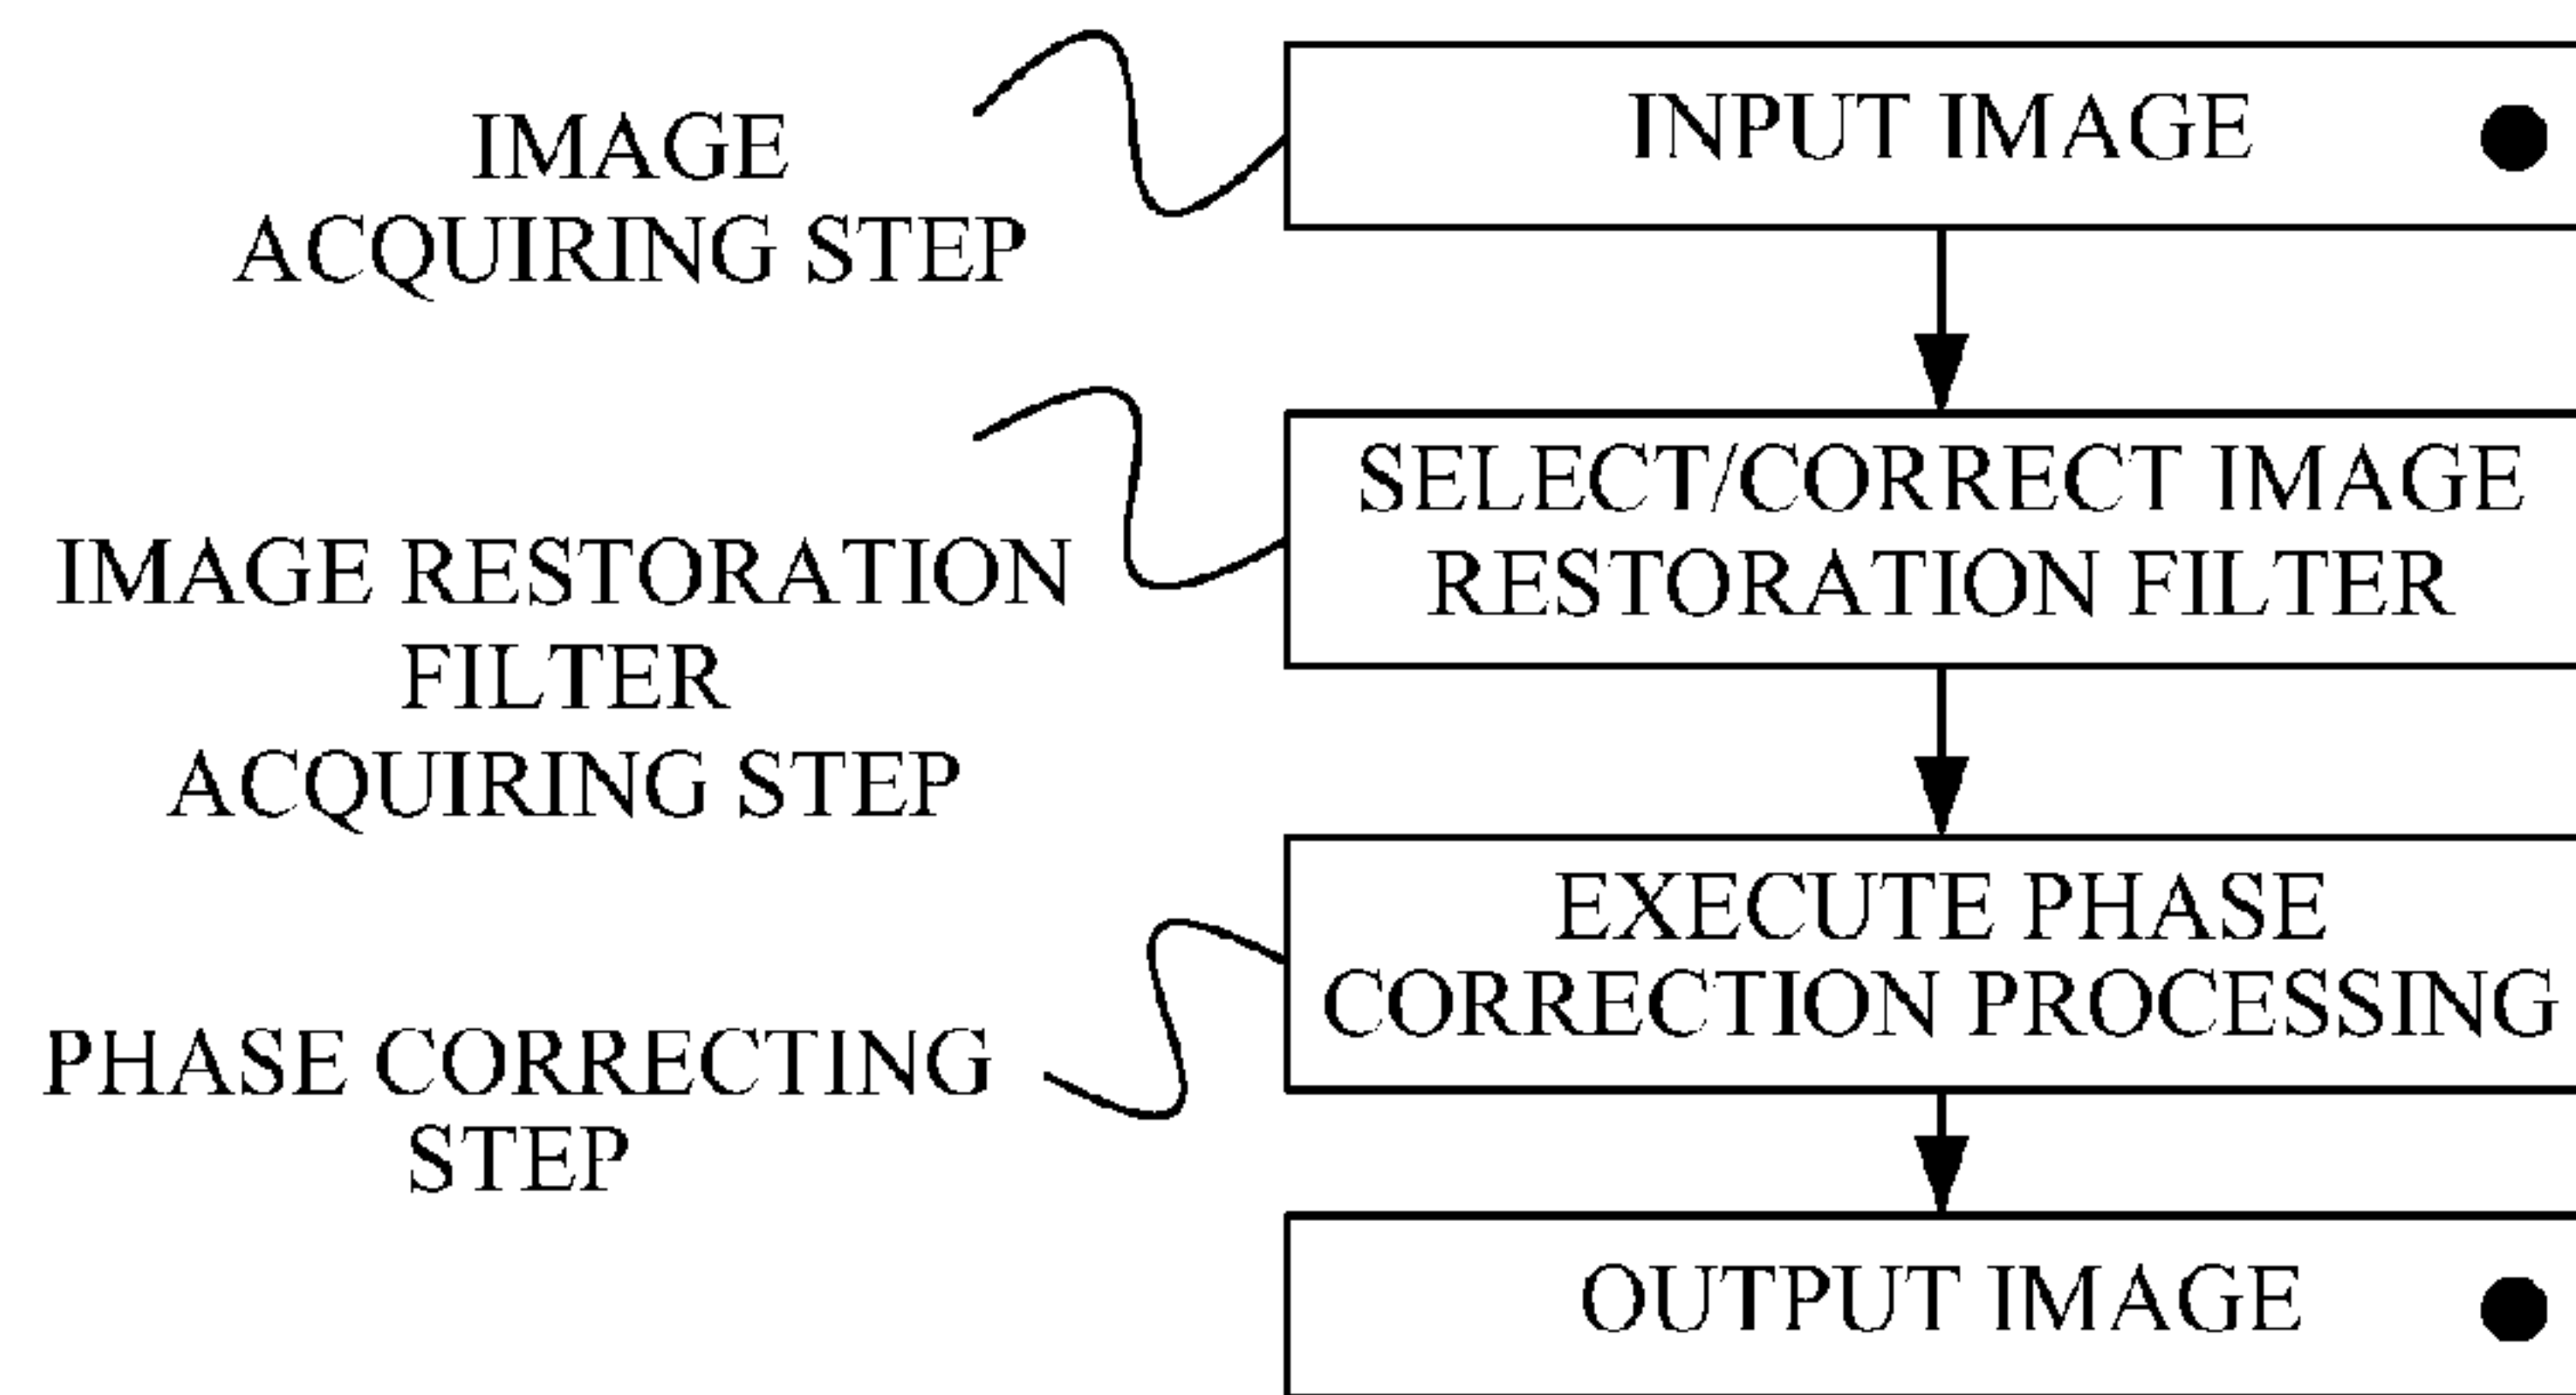 IMAGE
ACQUIRING STEP
INPUT IMAGE
IMAGE RESTORATION
FILTER
ACQUIRING STEP
SELECT/CORRECT IMAGE
RESTORATION FILTER
PHASE CORRECTING
STEP
EXECUTE PHASE
CORRECTION PROCESSING
OUTPUT IMAGE